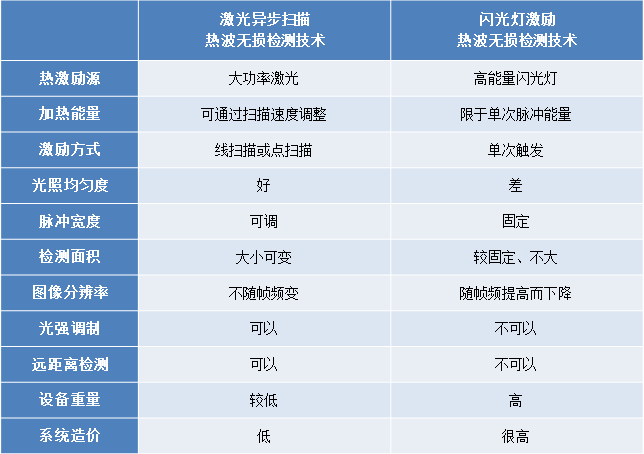 激光异步扫描
热波无损检测技术
闪光灯激励
热波无损检测技术
热激励源
大功率激光
高能量闪光灯
加热能量
可通过扫描速度调整
限于单次脉冲能量
激励方式
线扫描或点扫描
单次触发
光照均匀度
好
差
脉冲宽度
可调
固定
检测面积
大小可变
较固定、不大
图像分辨率
不随帧频变
随帧频提高而下降
光强调制
可以
不可以
远距离检测
可以
不可以
设备重量
较低
高
系统造价
低
很高